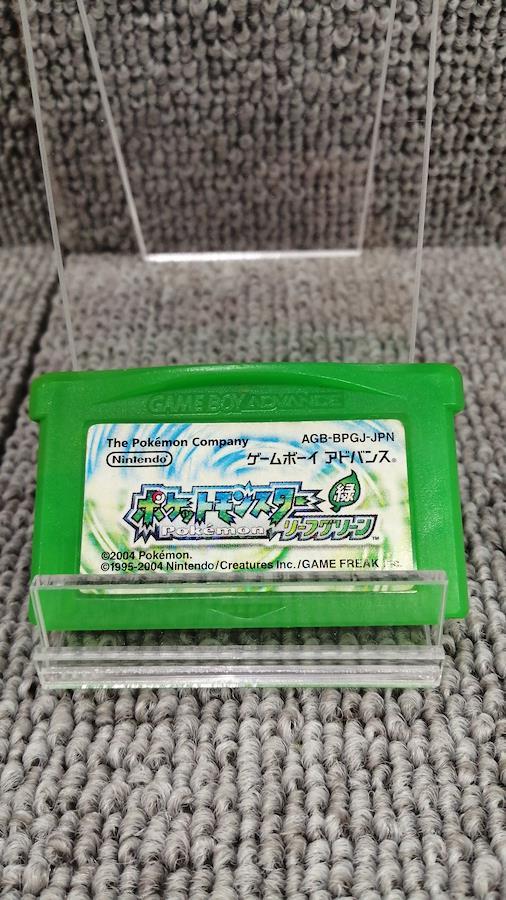 GAME BOY ADVANCE
The Pokémon Company
AGB-BPGJ-JPN
Nintendo
ゲームボーイ アドバンス®
ポケットモンスター
緑
Pokémon
リーフグリーン™
©2004 Pokémon.
©1995-2004 Nintendo/Creatures Inc./GAME FREAK inc.